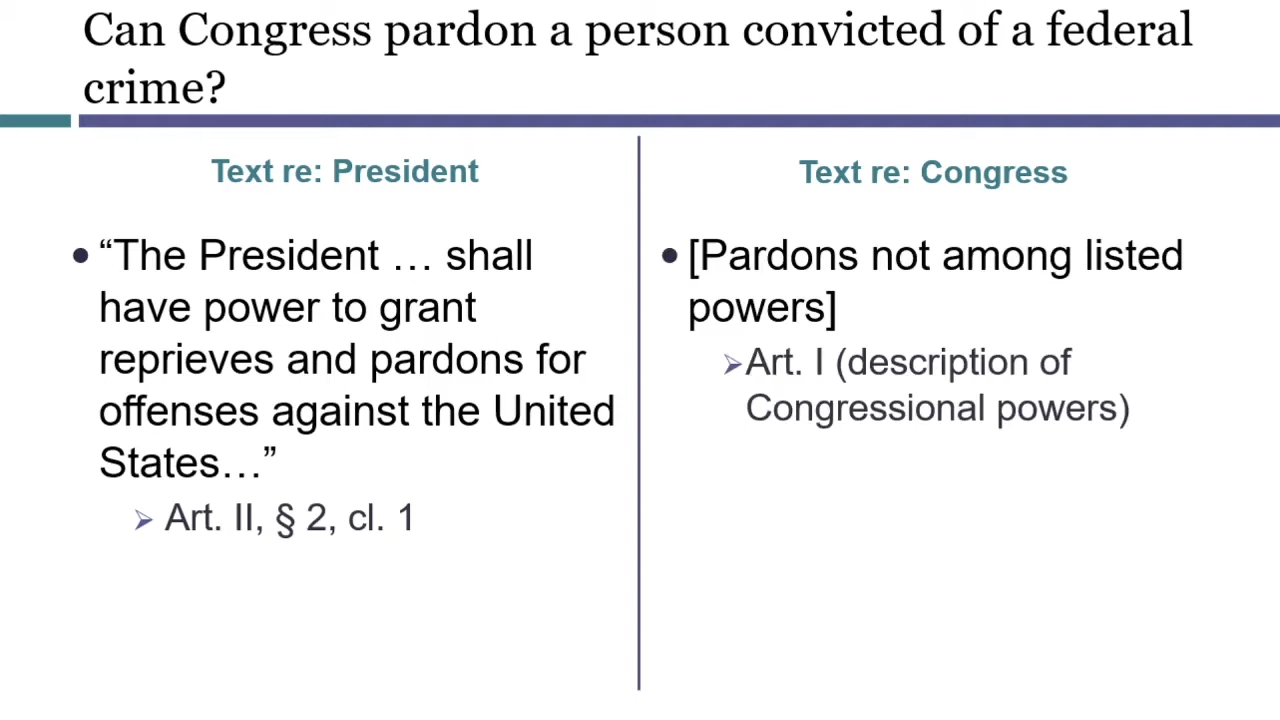 Can Congress pardon a person convicted of a federal
crime?
Text re: President
• “The President … shall
have power to grant
reprieves and pardons for
offenses against the United
States…”
➢ Art. II, § 2, cl. 1
Text re: Congress
• [Pardons not among listed
powers]
➢ Art. I (description of
Congressional powers)